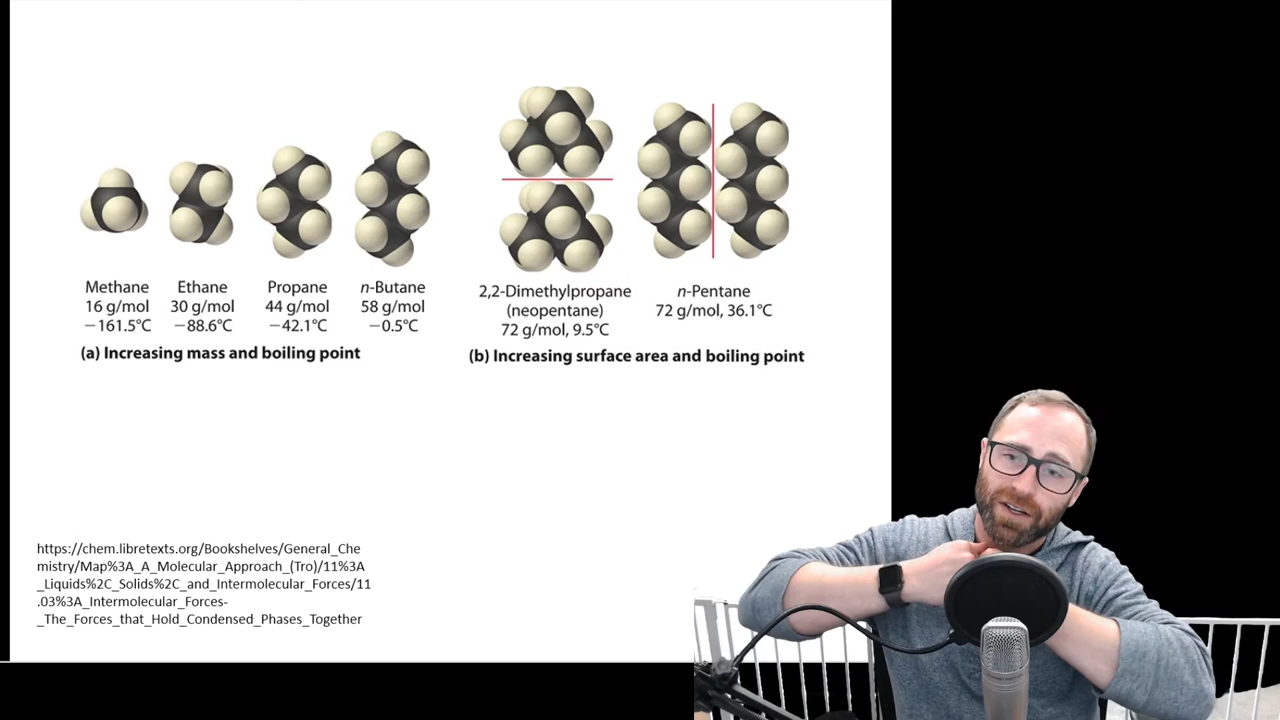 Methane
16 g/mol
−161.5°C
Ethane
30 g/mol
−88.6°C
Propane
44 g/mol
−42.1°C
n-Butane
58 g/mol
−0.5°C
(a) Increasing mass and boiling point
2,2-Dimethylpropane
(neopentane)
72 g/mol, 9.5°C
n-Pentane
72 g/mol, 36.1°C
(b) Increasing surface area and boiling point
https://chem.libretexts.org/Bookshelves/General_Che
mistry/Map%3A_A_Molecular_Approach_(Tro)/11%3A
_Liquids%2C_Solids%2C_and_Intermolecular_Forces/11
.03%3A_Intermolecular_Forces-
_The_Forces_that_Hold_Condensed_Phases_Together